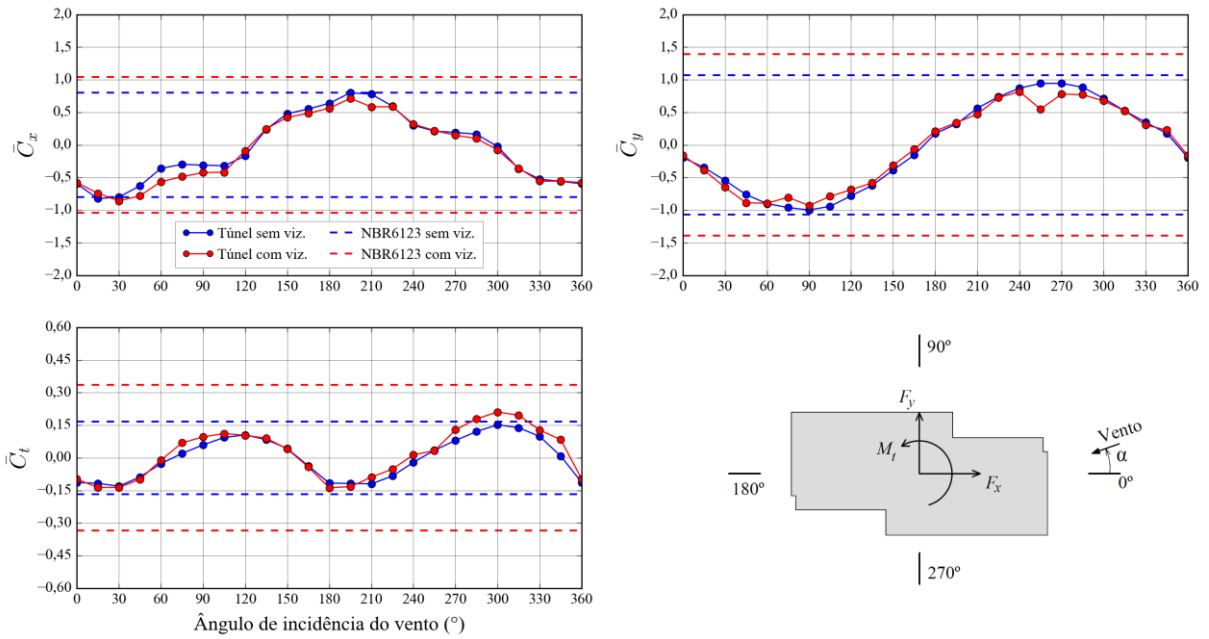 2,0
1,5
1,0
0,5
0,0
−0,5
−1,0
−1,5
−2,0
C̄x
0 30 60 90 120 150 180 210 240 270 300 330 360
Túnel sem viz.
Túnel com viz.
NBR6123 sem viz.
NBR6123 com viz.
2,0
1,5
1,0
0,5
0,0
−0,5
−1,0
−1,5
−2,0
C̄y
0 30 60 90 120 150 180 210 240 270 300 330 360
0,60
0,45
0,30
0,15
0,00
−0,15
−0,30
−0,45
−0,60
C̄t
0 30 60 90 120 150 180 210 240 270 300 330 360
Ângulo de incidência do vento (°)
90º
Fy
Mt
Fx
Vento
α
0º
180º
270º